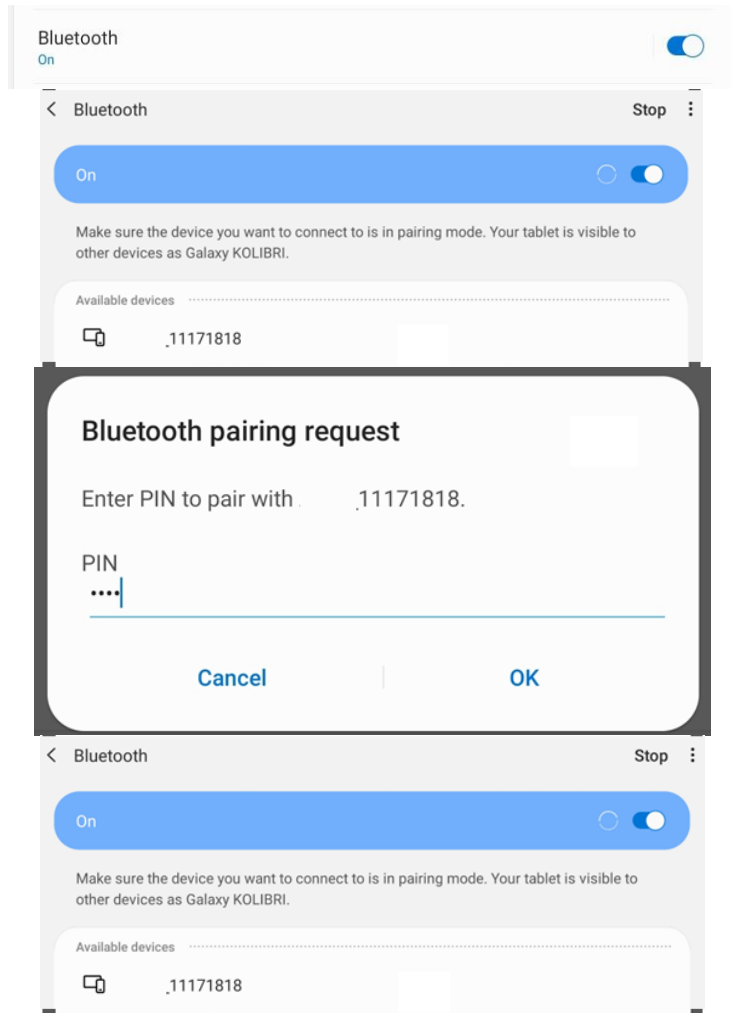 Bluetooth
On
Bluetooth Stop
On
Make sure the device you want to connect to is in pairing mode. Your tablet is visible to
other devices as Galaxy KOLIBRI.
Available devices
_11171818
Bluetooth pairing request
Enter PIN to pair with _11171818.
PIN
••••
Cancel OK
Bluetooth Stop
On
Make sure the device you want to connect to is in pairing mode. Your tablet is visible to
other devices as Galaxy KOLIBRI.
Available devices
_11171818